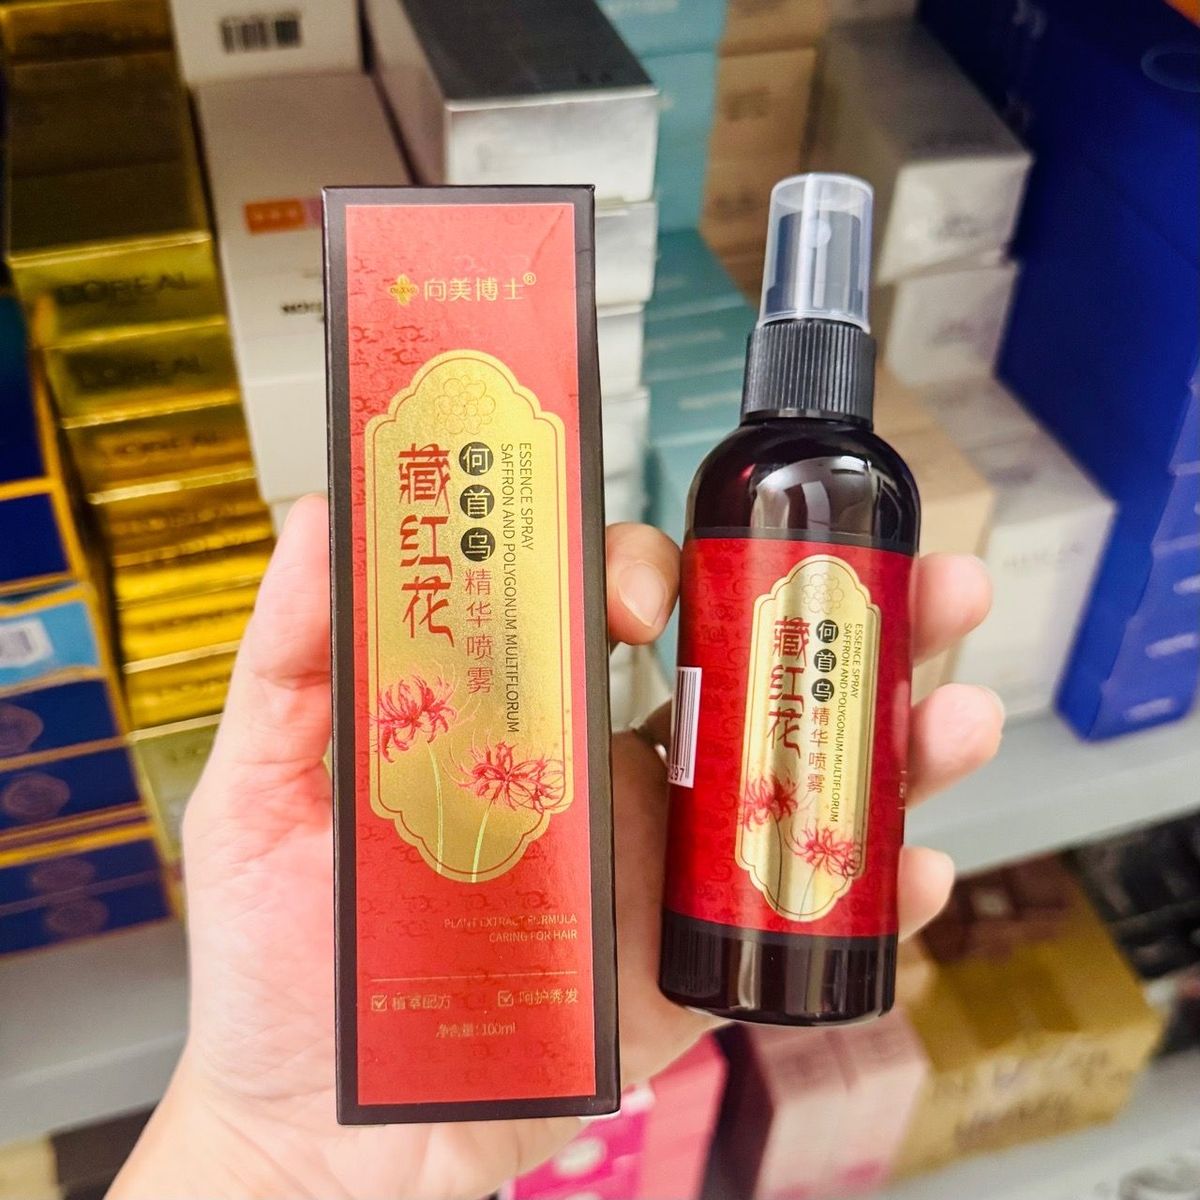 向美博士®
藏红花
何首乌精华喷雾
SAFFRON AND POLYGONUM MULTIFLORUM
ESSENCE SPRAY
PLANT EXTRACT FORMULA
CARING FOR HAIR
植萃配方
呵护秀发
净含量：100ml
藏红花
何首乌精华喷雾
SAFFRON AND POLYGONUM MULTIFLORUM
ESSENCE SPRAY
297
L'OREAL